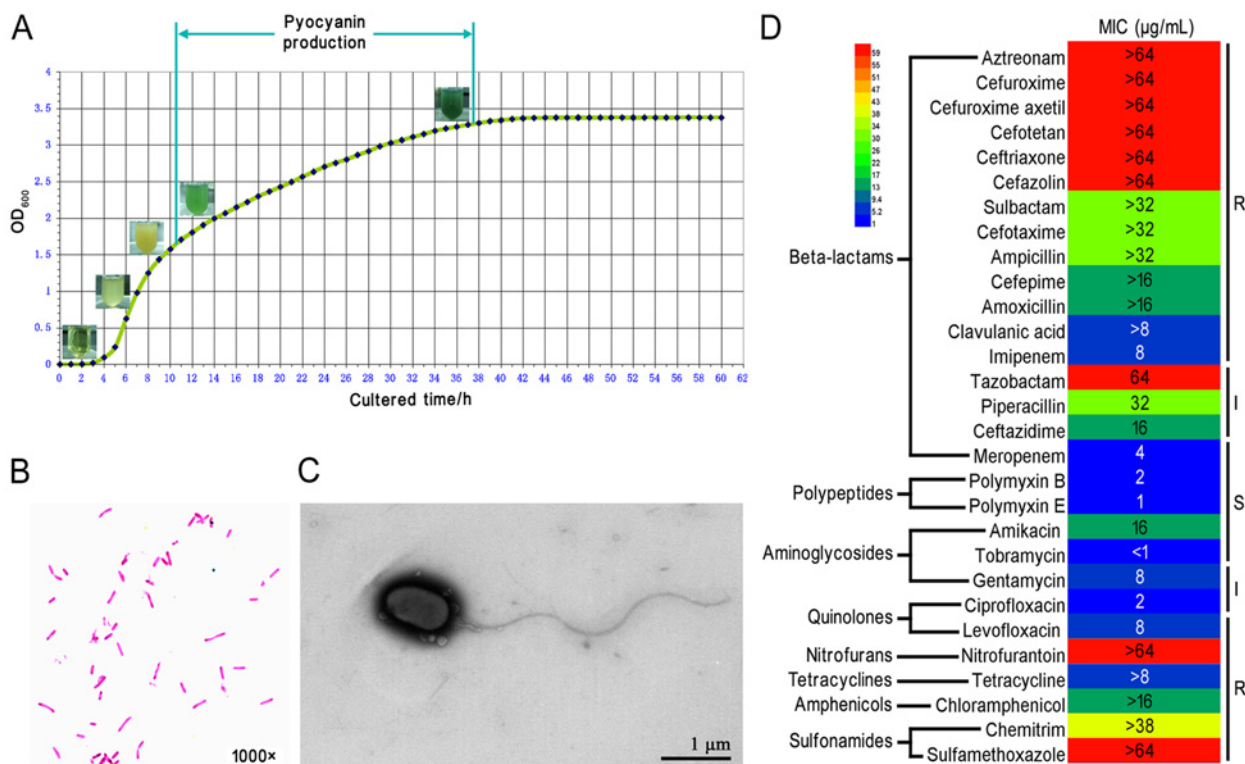 A
Pyocyanin
production
4
3.5
3
2.5
2
1.5
1
0.5
0
OD600
0 2 4 6 8 10 12 14 16 18 20 22 24 26 28 30 32 34 36 38 40 42 44 46 48 50 52 54 56 58 60 62
Cultured time/h
B
1000×
C
1 μm
D
59
55
51
47
43
38
34
30
26
22
17
13
9.4
5.2
1
MIC (μg/mL)
Aztreonam >64
Cefuroxime >64
Cefuroxime axetil >64
Cefotetan >64
Ceftriaxone >64
Cefazolin >64
Sulbactam >32
R
Cefotaxime >32
Beta-lactams
Ampicillin >32
Cefepime >16
Amoxicillin >16
Clavulanic acid >8
Imipenem 8
Tazobactam 64
Piperacillin 32
I
Ceftazidime 16
Meropenem 4
Polypeptides
Polymyxin B 2
Polymyxin E 1
S
Aminoglycosides
Amikacin 16
Tobramycin <1
Gentamycin 8
I
Quinolones
Ciprofloxacin 2
Levofloxacin 8
Nitrofurans Nitrofurantoin >64
Tetracyclines Tetracycline >8
R
Amphenicols Chloramphenicol >16
Sulfonamides
Chemitrim >38
Sulfamethoxazole >64